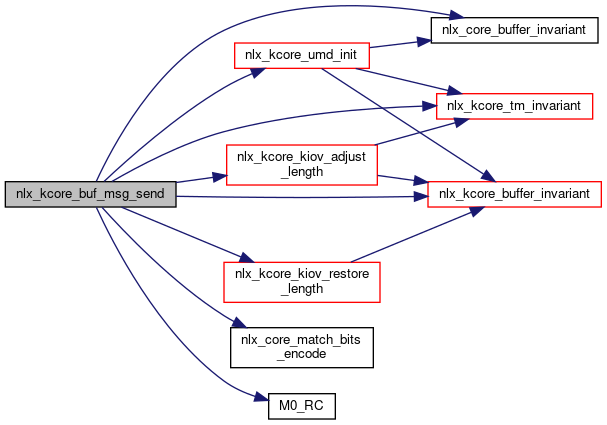 nlx_core_buffer_invariant
nlx_kcore_umd_init
nlx_kcore_tm_invariant
nlx_kcore_kiov_adjust
_length
nlx_kcore_buf_msg_send
nlx_kcore_buffer_invariant
nlx_kcore_kiov_restore
_length
nlx_core_match_bits
_encode
M0_RC